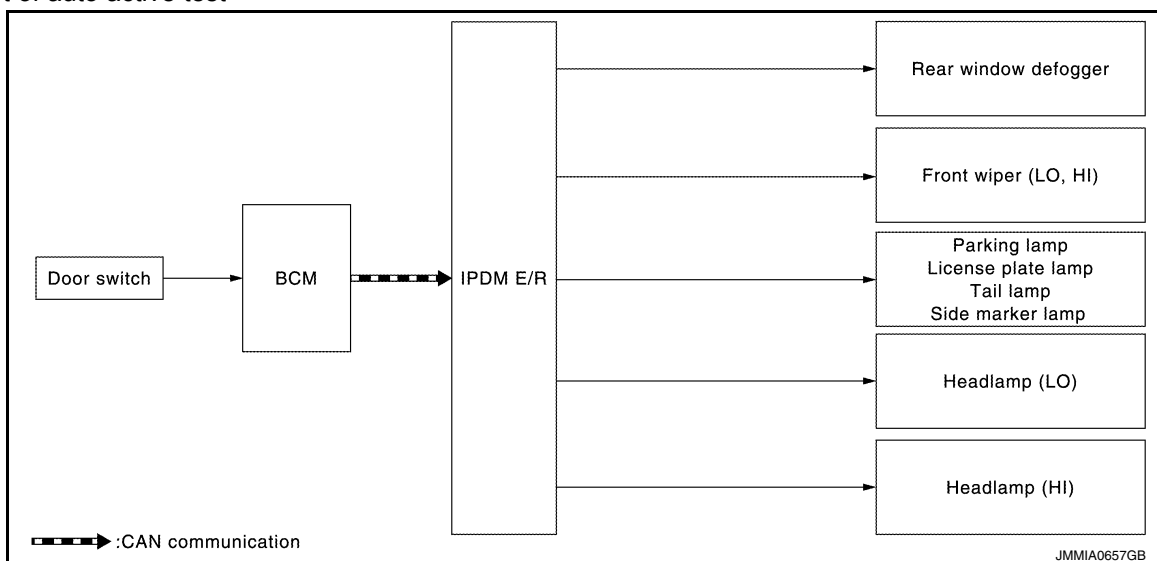 Rear window defogger
Front wiper (LO, HI)
Parking lamp
License plate lamp
Tail lamp
Side marker lamp
Door switch
BCM
IPDM E/R
Headlamp (LO)
Headlamp (HI)
:CAN communication
JMMIA0657GB